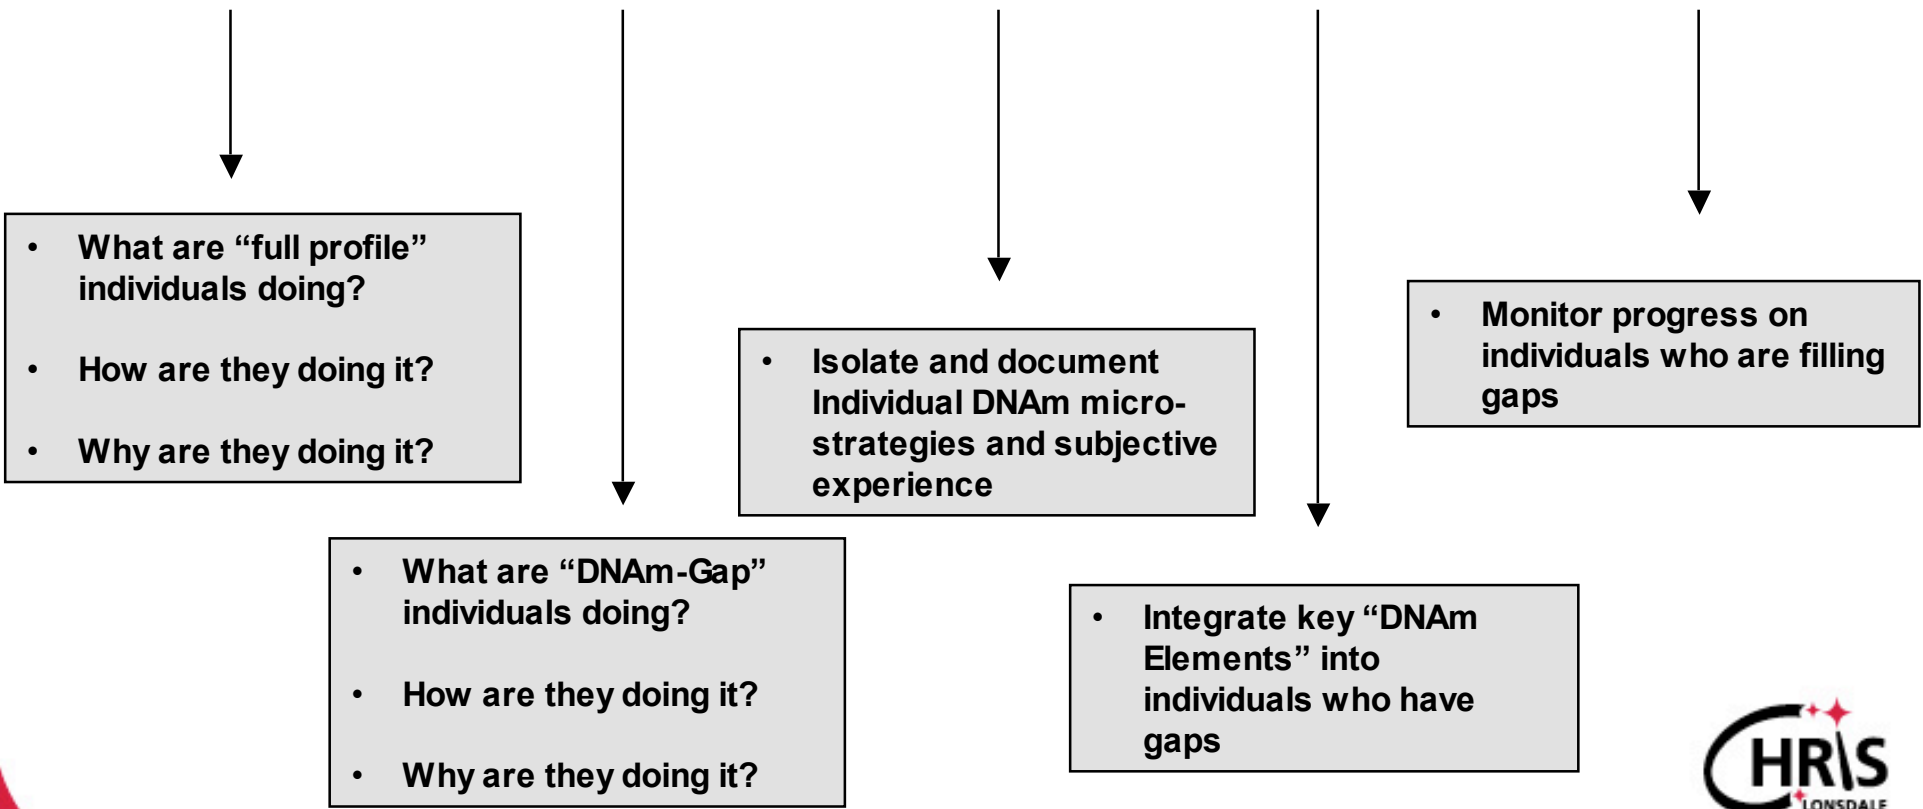 • What are “full profile”
individuals doing?
• How are they doing it?
• Why are they doing it?
• What are “DNAm-Gap”
individuals doing?
• How are they doing it?
• Why are they doing it?
• Isolate and document
Individual DNAm micro-
strategies and subjective
experience
• Integrate key “DNAm
Elements” into
individuals who have
gaps
• Monitor progress on
individuals who are filling
gaps
CHRIS
LONSDALE